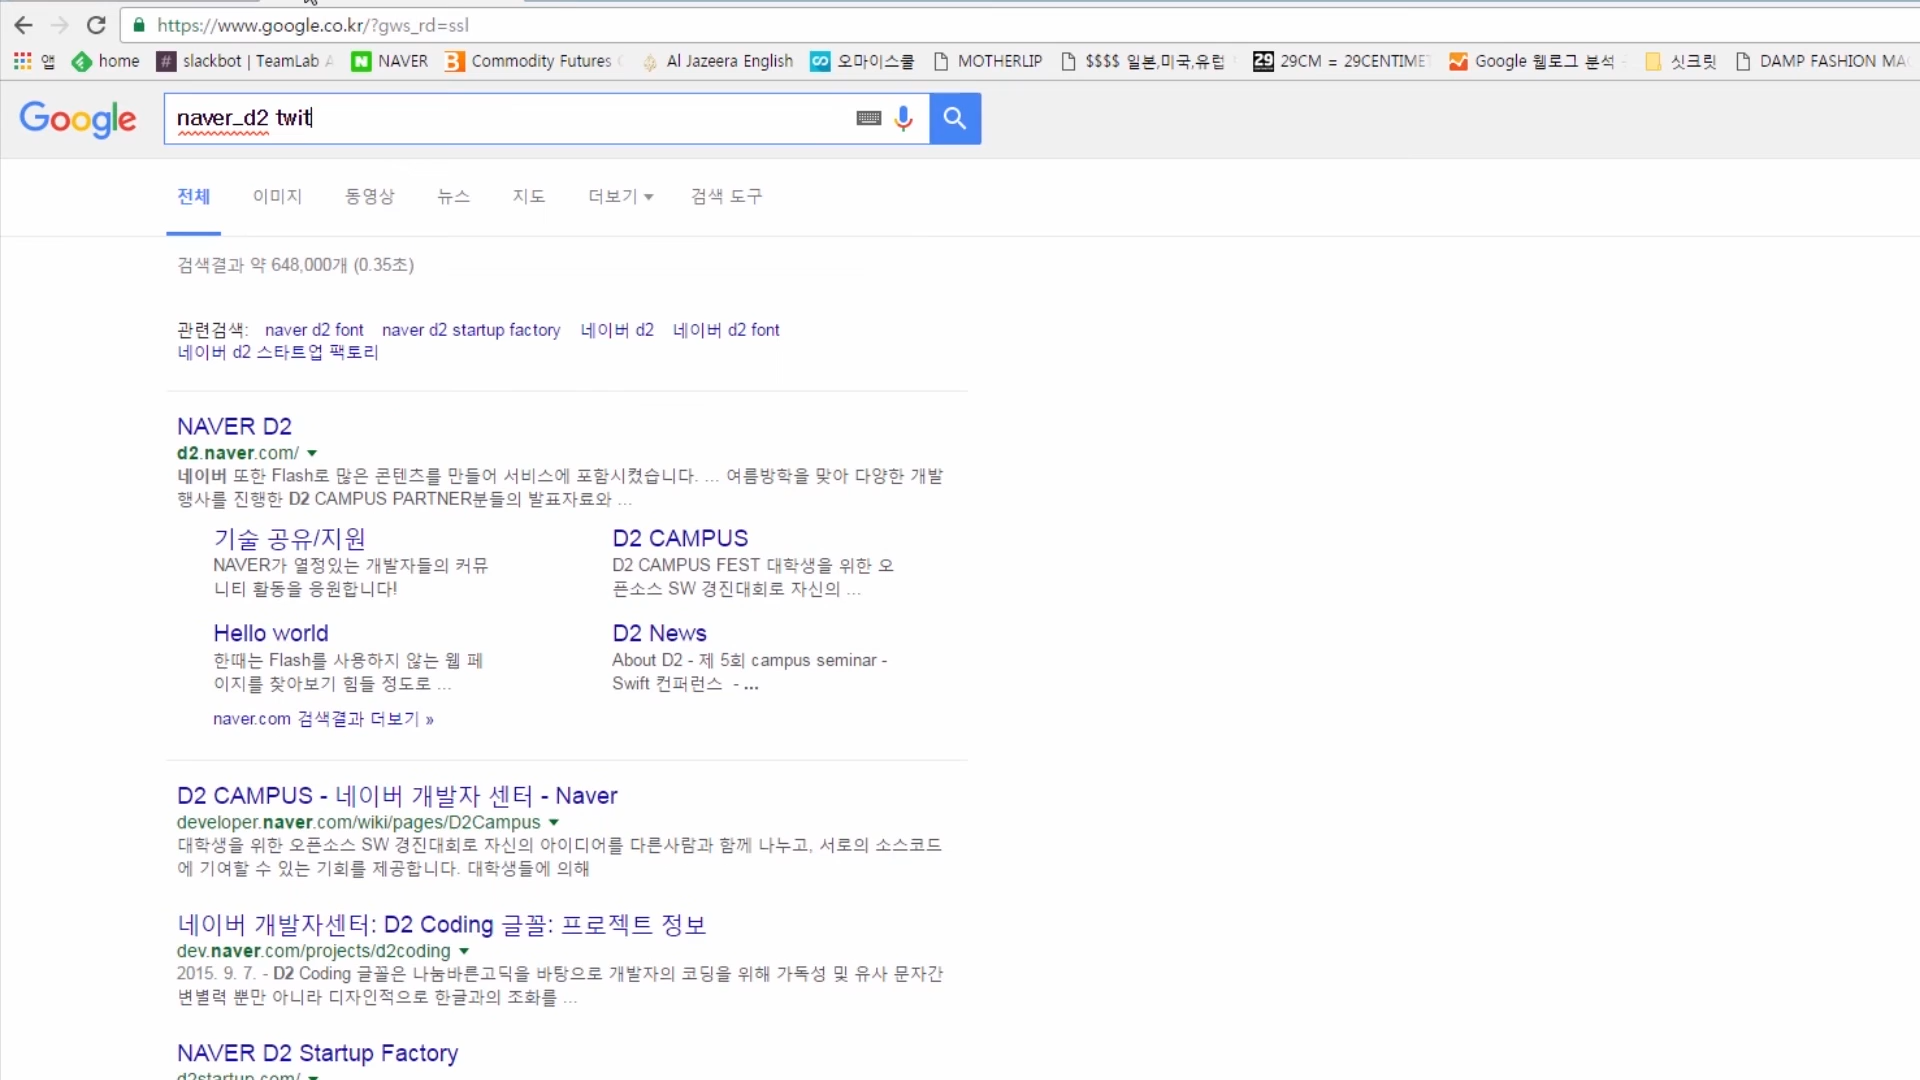 https://www.google.co.kr/?gws_rd=ssl
앱 home slackbot | TeamLab NAVER Commodity Futures Al Jazeera English 오마이스쿨 MOTHERLIP $$$$ 일본,미국,유럽 29CM = 29CENTIME Google 웹로그 분석 싯크릿 DAMP FASHION MA
Google naver_d2 twit
전체 이미지 동영상 뉴스 지도 더보기 검색 도구
검색결과 약 648,000개 (0.35초)
관련검색: naver d2 font naver d2 startup factory 네이버 d2 네이버 d2 font
네이버 d2 스타트업 팩토리
NAVER D2
d2.naver.com/
네이버 또한 Flash로 많은 콘텐츠를 만들어 서비스에 포함시켰습니다. ... 여름방학을 맞아 다양한 개발
행사를 진행한 D2 CAMPUS PARTNER분들의 발표자료와 ...
기술 공유/지원
NAVER가 열정있는 개발자들의 커뮤
니티 활동을 응원합니다!
D2 CAMPUS
D2 CAMPUS FEST 대학생을 위한 오
픈소스 SW 경진대회로 자신의 ...
Hello world
한때는 Flash를 사용하지 않는 웹 페
이지를 찾아보기 힘들 정도로 ...
D2 News
About D2 - 제 5회 campus seminar -
Swift 컨퍼런스 - ...
naver.com 검색결과 더보기 »
D2 CAMPUS - 네이버 개발자 센터 - Naver
developer.naver.com/wiki/pages/D2Campus
대학생을 위한 오픈소스 SW 경진대회로 자신의 아이디어를 다른사람과 함께 나누고, 서로의 소스코드
에 기여할 수 있는 기회를 제공합니다. 대학생들에 의해
네이버 개발자센터: D2 Coding 글꼴: 프로젝트 정보
dev.naver.com/projects/d2coding
2015. 9. 7. - D2 Coding 글꼴은 나눔바른고딕을 바탕으로 개발자의 코딩을 위해 가독성 및 유사 문자간
변별력 뿐만 아니라 디자인적으로 한글과의 조화를 ...
NAVER D2 Startup Factory
d2startup.com/